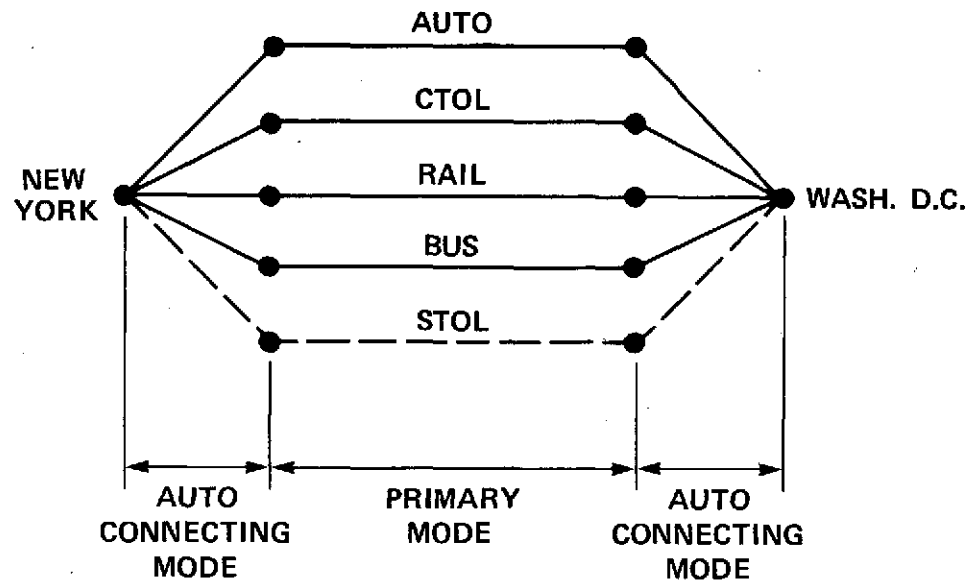 AUTO
CTOL
RAIL
BUS
STOL
NEW
YORK
WASH. D.C.
AUTO
CONNECTING
MODE
PRIMARY
MODE
AUTO
CONNECTING
MODE